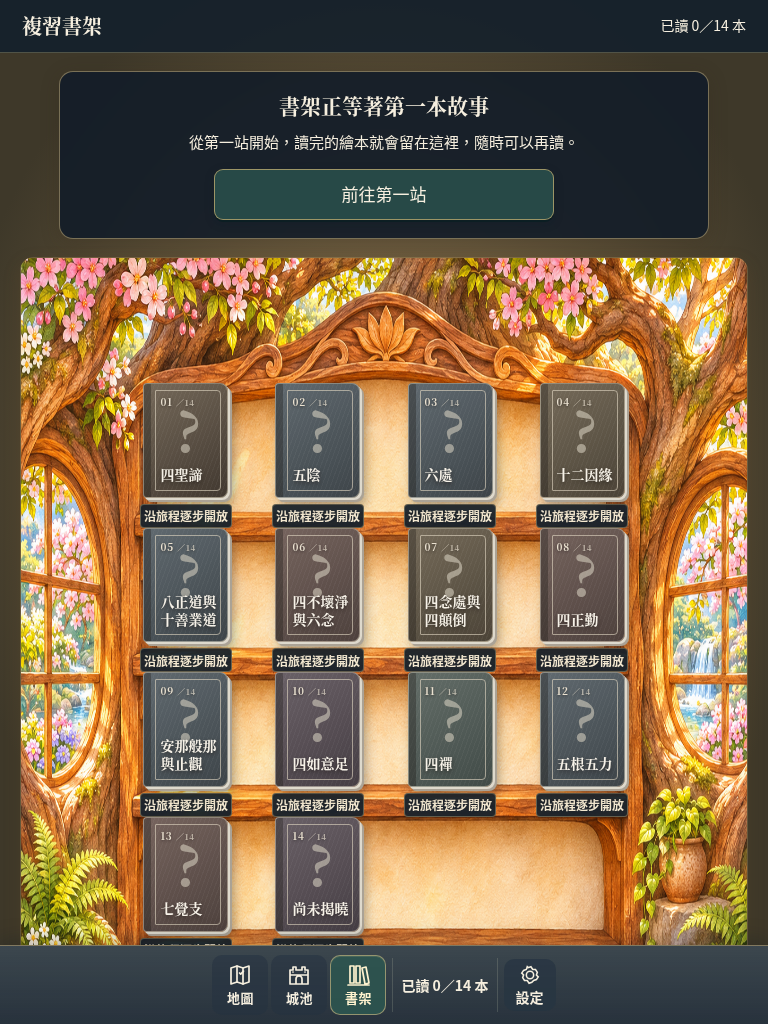 複習書架
已讀 0／14 本
書架正等著第一本故事
從第一站開始，讀完的繪本就會留在這裡，隨時可以再讀。
前往第一站
01 ／14
?
四聖諦
02 ／14
?
五陰
03 ／14
?
六處
04 ／14
?
十二因緣
沿旅程逐步開放
沿旅程逐步開放
沿旅程逐步開放
沿旅程逐步開放
05 ／14
?
八正道與
十善業道
06 ／14
?
四不壞淨
與六念
07 ／14
?
四念處與
四顛倒
08 ／14
?
四正勤
沿旅程逐步開放
沿旅程逐步開放
沿旅程逐步開放
沿旅程逐步開放
09 ／14
?
安那般那
與止觀
10 ／14
?
四如意足
11 ／14
?
四禪
12 ／14
?
五根五力
沿旅程逐步開放
沿旅程逐步開放
沿旅程逐步開放
沿旅程逐步開放
13 ／14
?
七覺支
14 ／14
?
尚未揭曉
地圖
城池
書架
已讀 0／14 本
設定